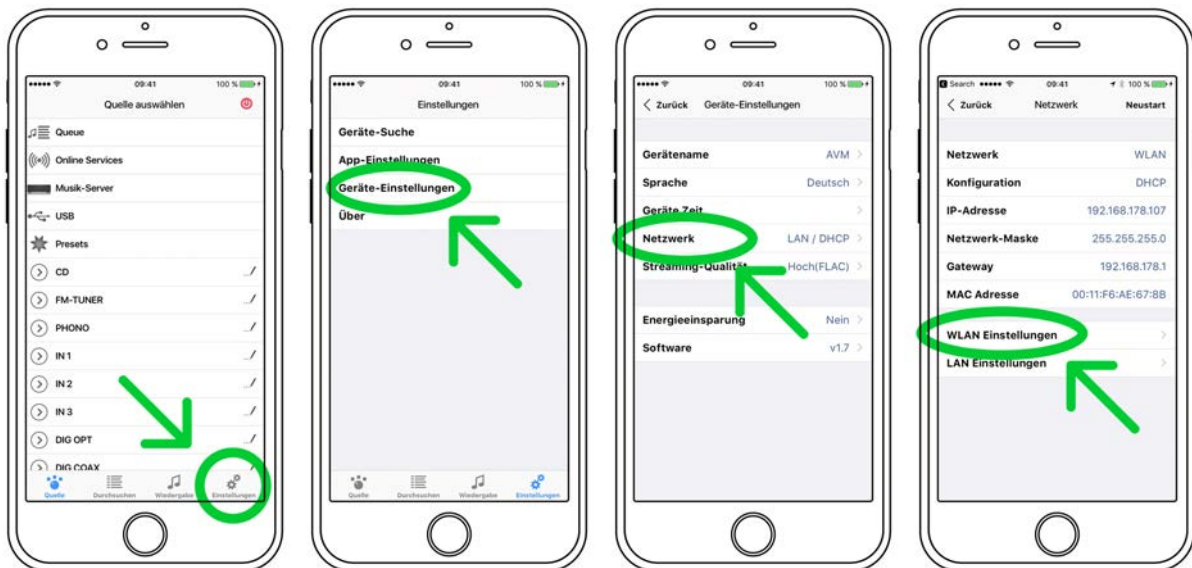 09:41 100 %
Quelle auswählen
Queue
Online Services
Musik-Server
USB
Presets
CD
FM-TUNER
PHONO
IN 1
IN 2
IN 3
DIG OPT
DIG COAX
Quelle Durchsuchen Wiedergabe Einstellungen
09:41 100 %
Einstellungen
Geräte-Suche
App-Einstellungen
Geräte-Einstellungen
Über
Quelle Durchsuchen Wiedergabe Einstellungen
09:41 100 %
Zurück Geräte-Einstellungen
Gerätename AVM
Sprache Deutsch
Geräte Zeit
Netzwerk LAN / DHCP
Streaming-Qualität Hoch(FLAC)
Energieeinsparung Nein
Software v1.7
Search 09:41 100 %
Zurück Netzwerk Neustart
Netzwerk WLAN
Konfiguration DHCP
IP-Adresse 192.168.178.107
Netzwerk-Maske 255.255.255.0
Gateway 192.168.178.1
MAC Adresse 00:11:F6:AE:67:8B
WLAN Einstellungen
LAN Einstellungen